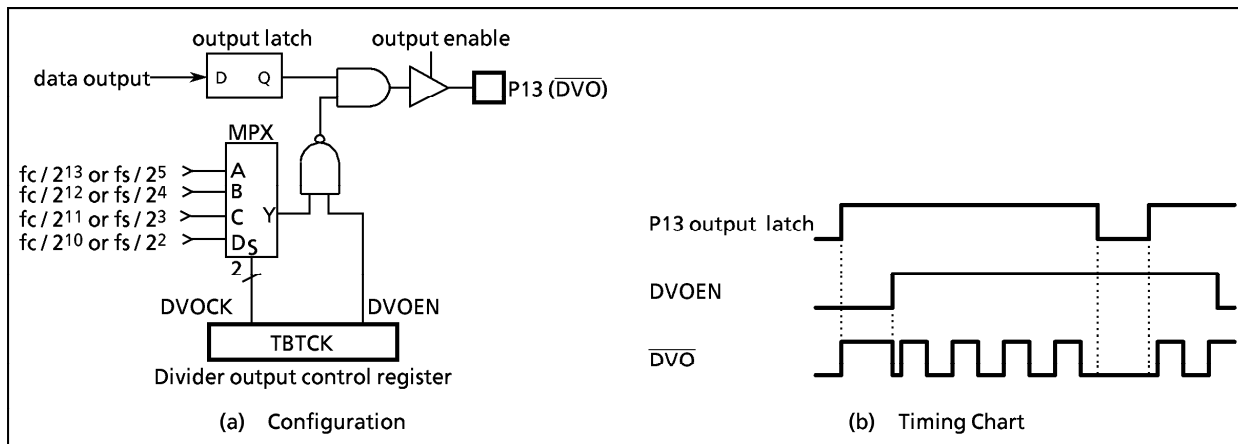 output latch
output enable
data output
D Q
P13 (DVO)
MPX
fc / 2¹³ or fs / 2⁵
A
fc / 2¹² or fs / 2⁴
B
fc / 2¹¹ or fs / 2³
C
Y
fc / 2¹⁰ or fs / 2²
D
S
2
DVOCK
DVOEN
TBTCK
Divider output control register
(a) Configuration
P13 output latch
DVOEN
DVO
(b) Timing Chart